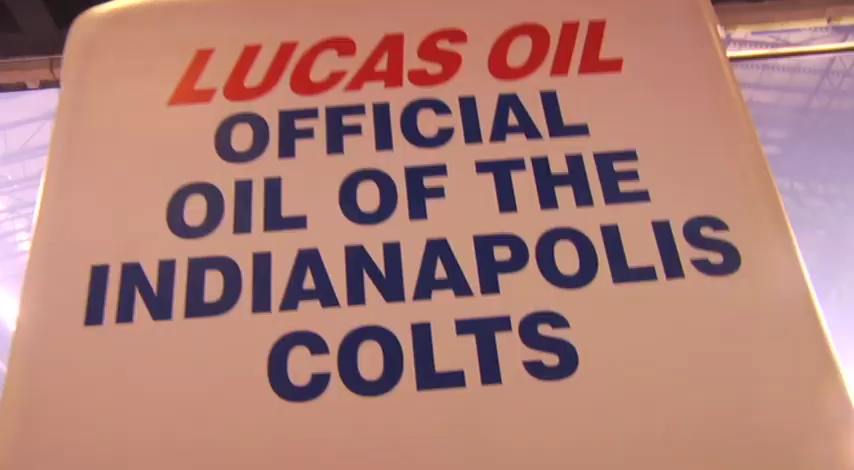 LUCAS OIL
OFFICIAL
OIL OF THE
INDIANAPOLIS
COLTS